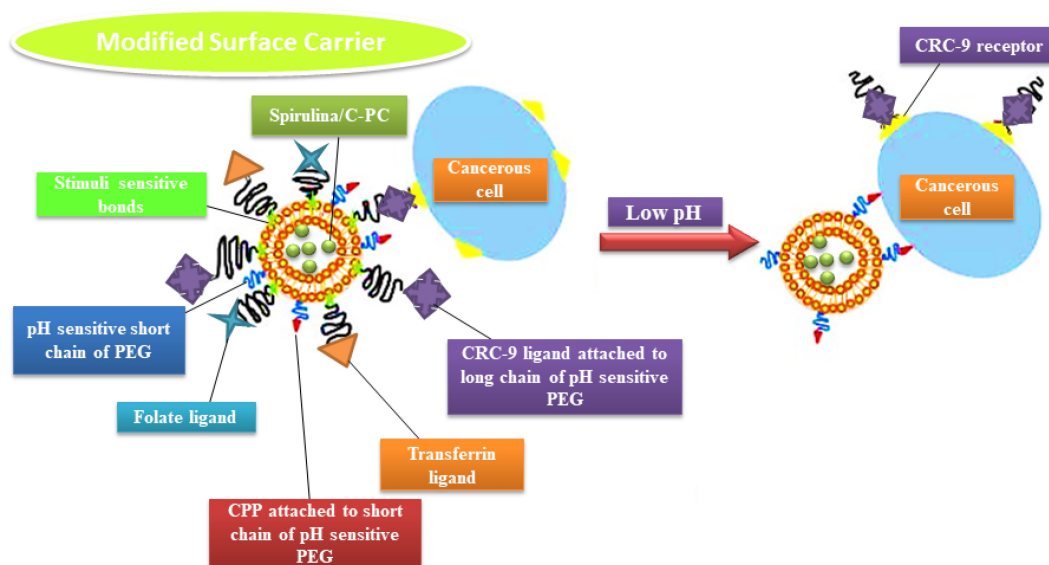 Modified Surface Carrier
CRC-9 receptor
Spirulina/C-PC
Stimuli sensitive
bonds
Cancerous
cell
Low pH
Cancerous
cell
pH sensitive short
chain of PEG
CRC-9 ligand attached to
long chain of pH sensitive
PEG
Folate ligand
Transferrin
ligand
CPP attached to short
chain of pH sensitive
PEG